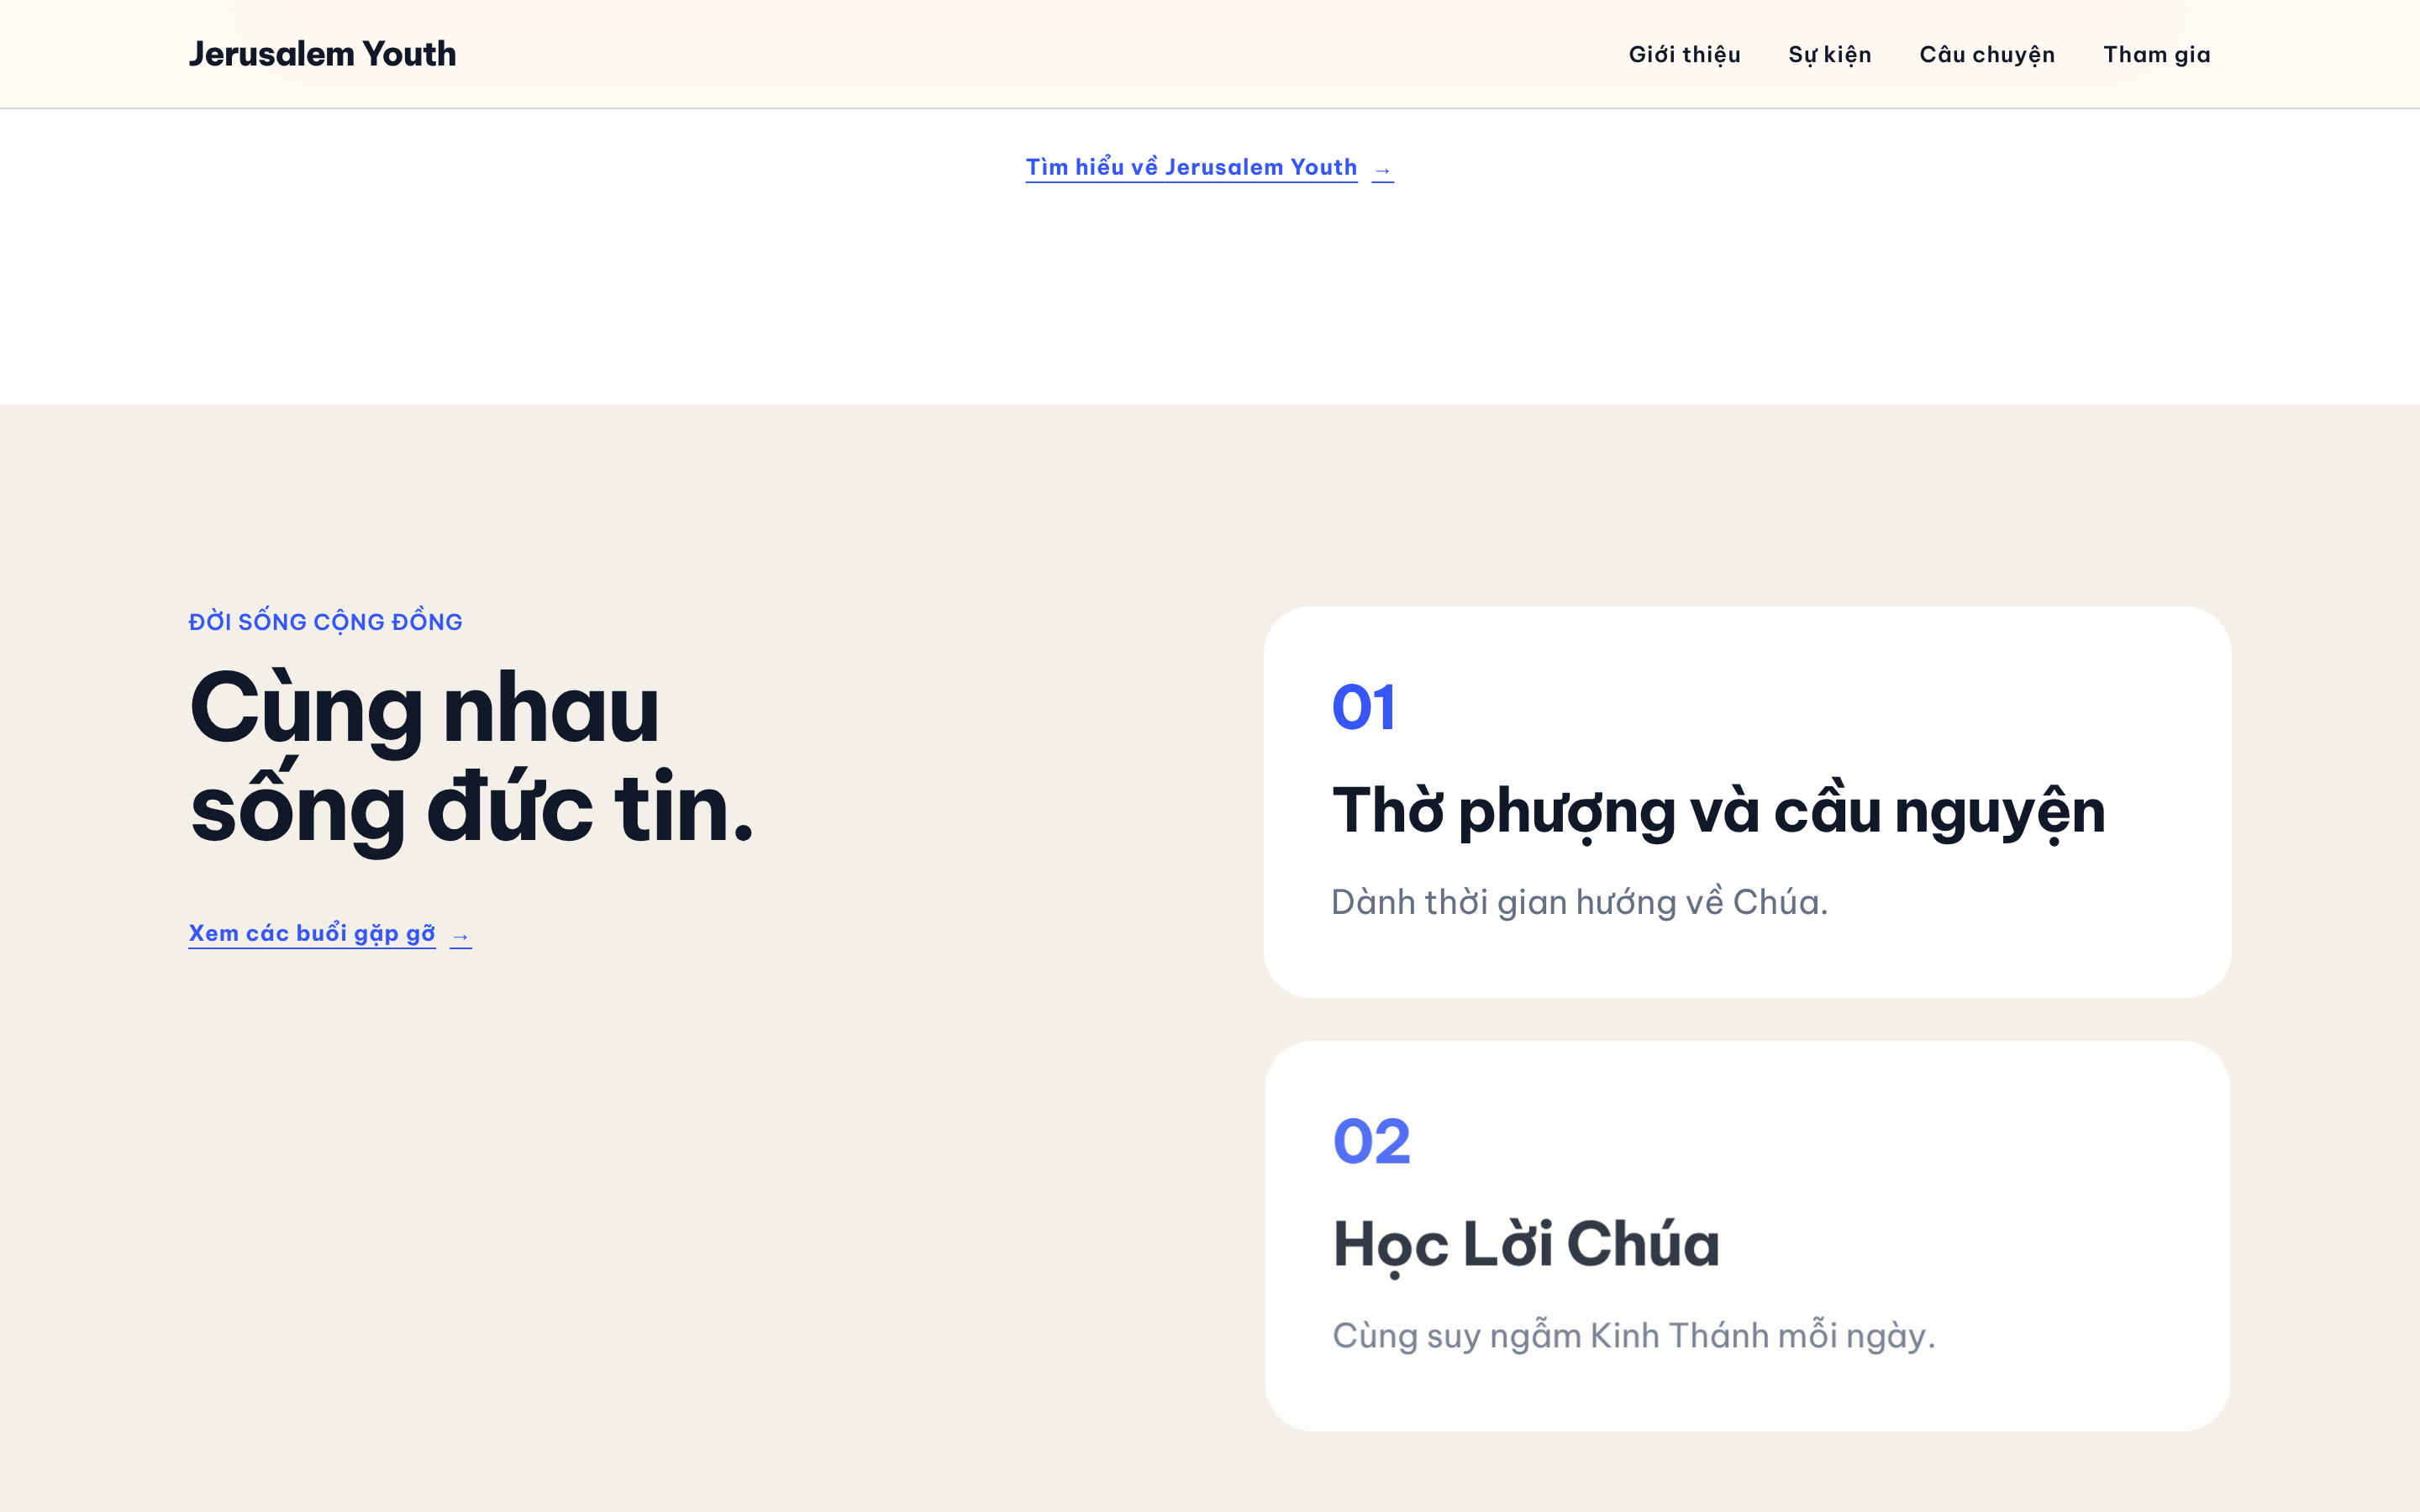 Jerusalem Youth
Giới thiệu
Sự kiện
Câu chuyện
Tham gia
Tìm hiểu về Jerusalem Youth →
ĐỜI SỐNG CỘNG ĐỒNG
Cùng nhau
sống đức tin.
Xem các buổi gặp gỡ →
01
Thờ phượng và cầu nguyện
Dành thời gian hướng về Chúa.
02
Học Lời Chúa
Cùng suy ngẫm Kinh Thánh mỗi ngày.